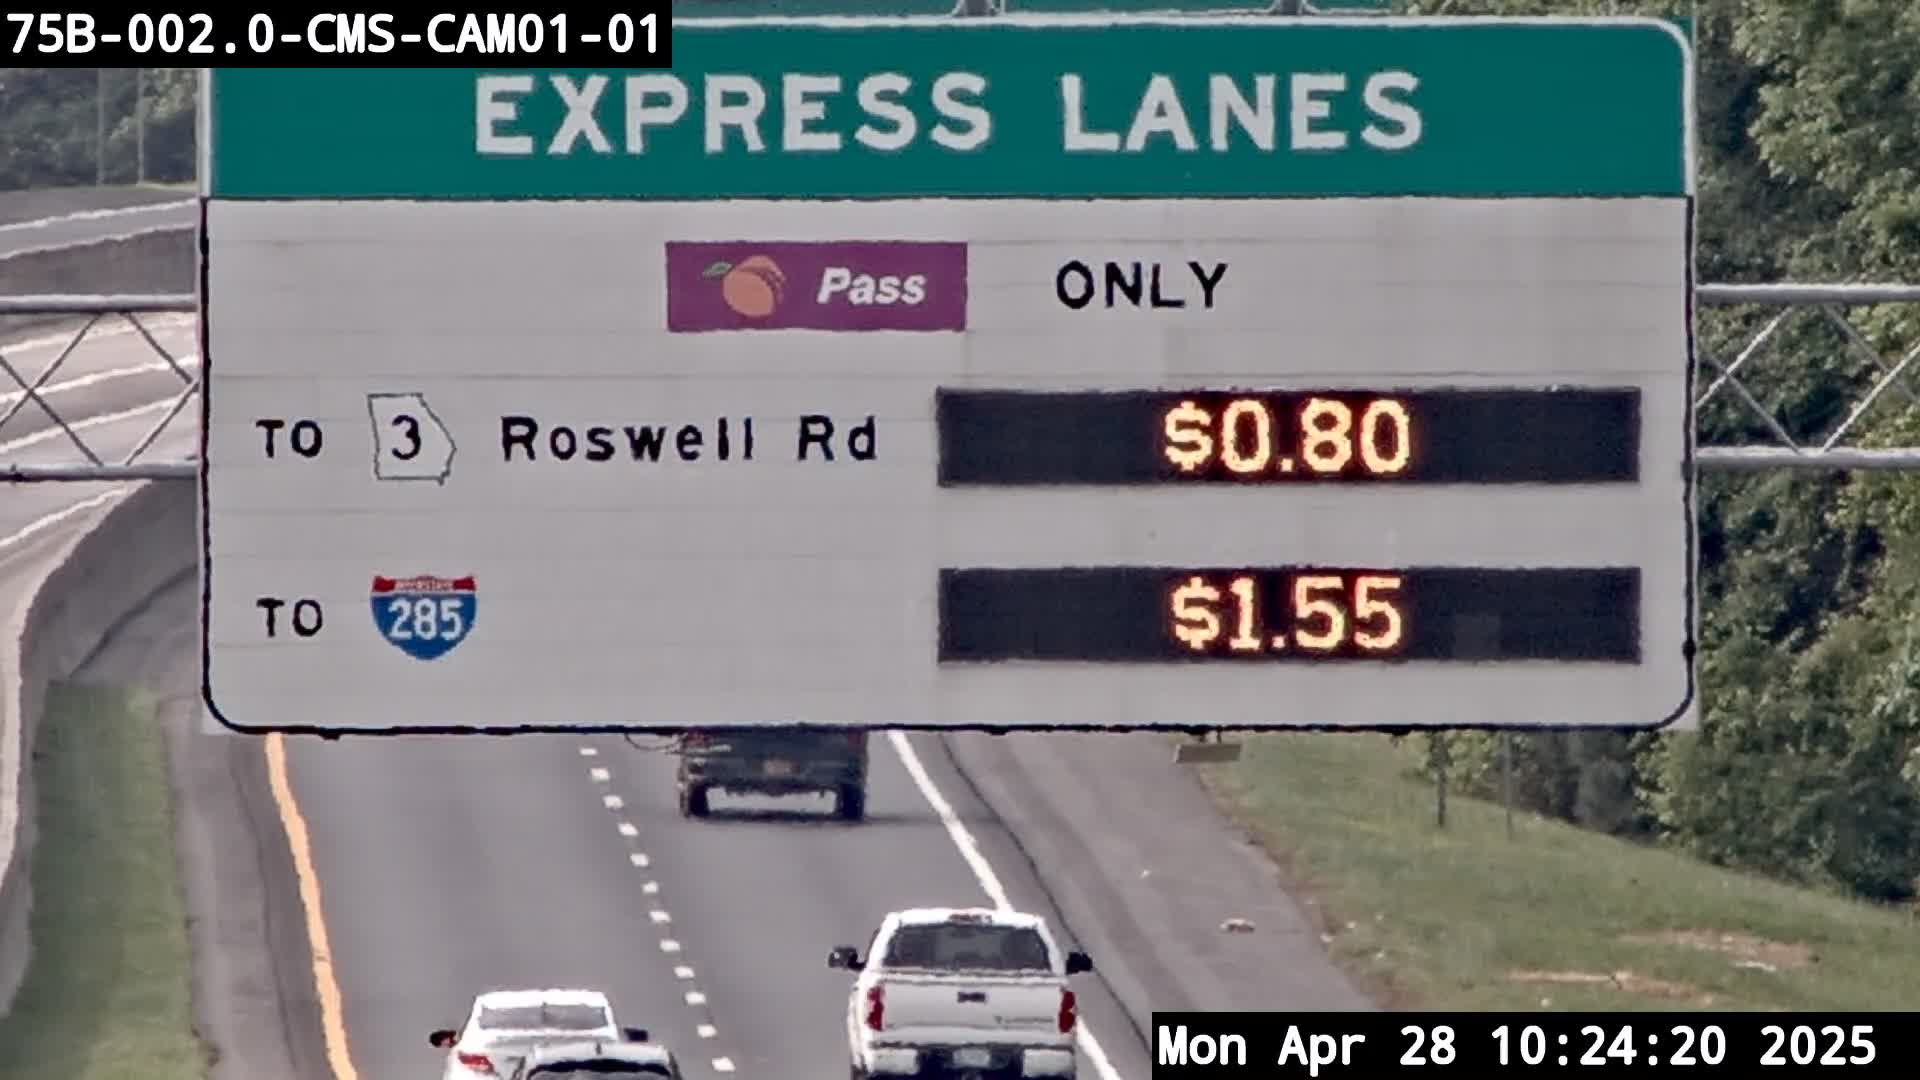 75B-002.0-CMS-CAM01-01
EXPRESS LANES
Pass ONLY
TO 3 Roswell Rd $0.80
TO INTERSTATE 285 $1.55
Mon Apr 28 10:24:20 2025